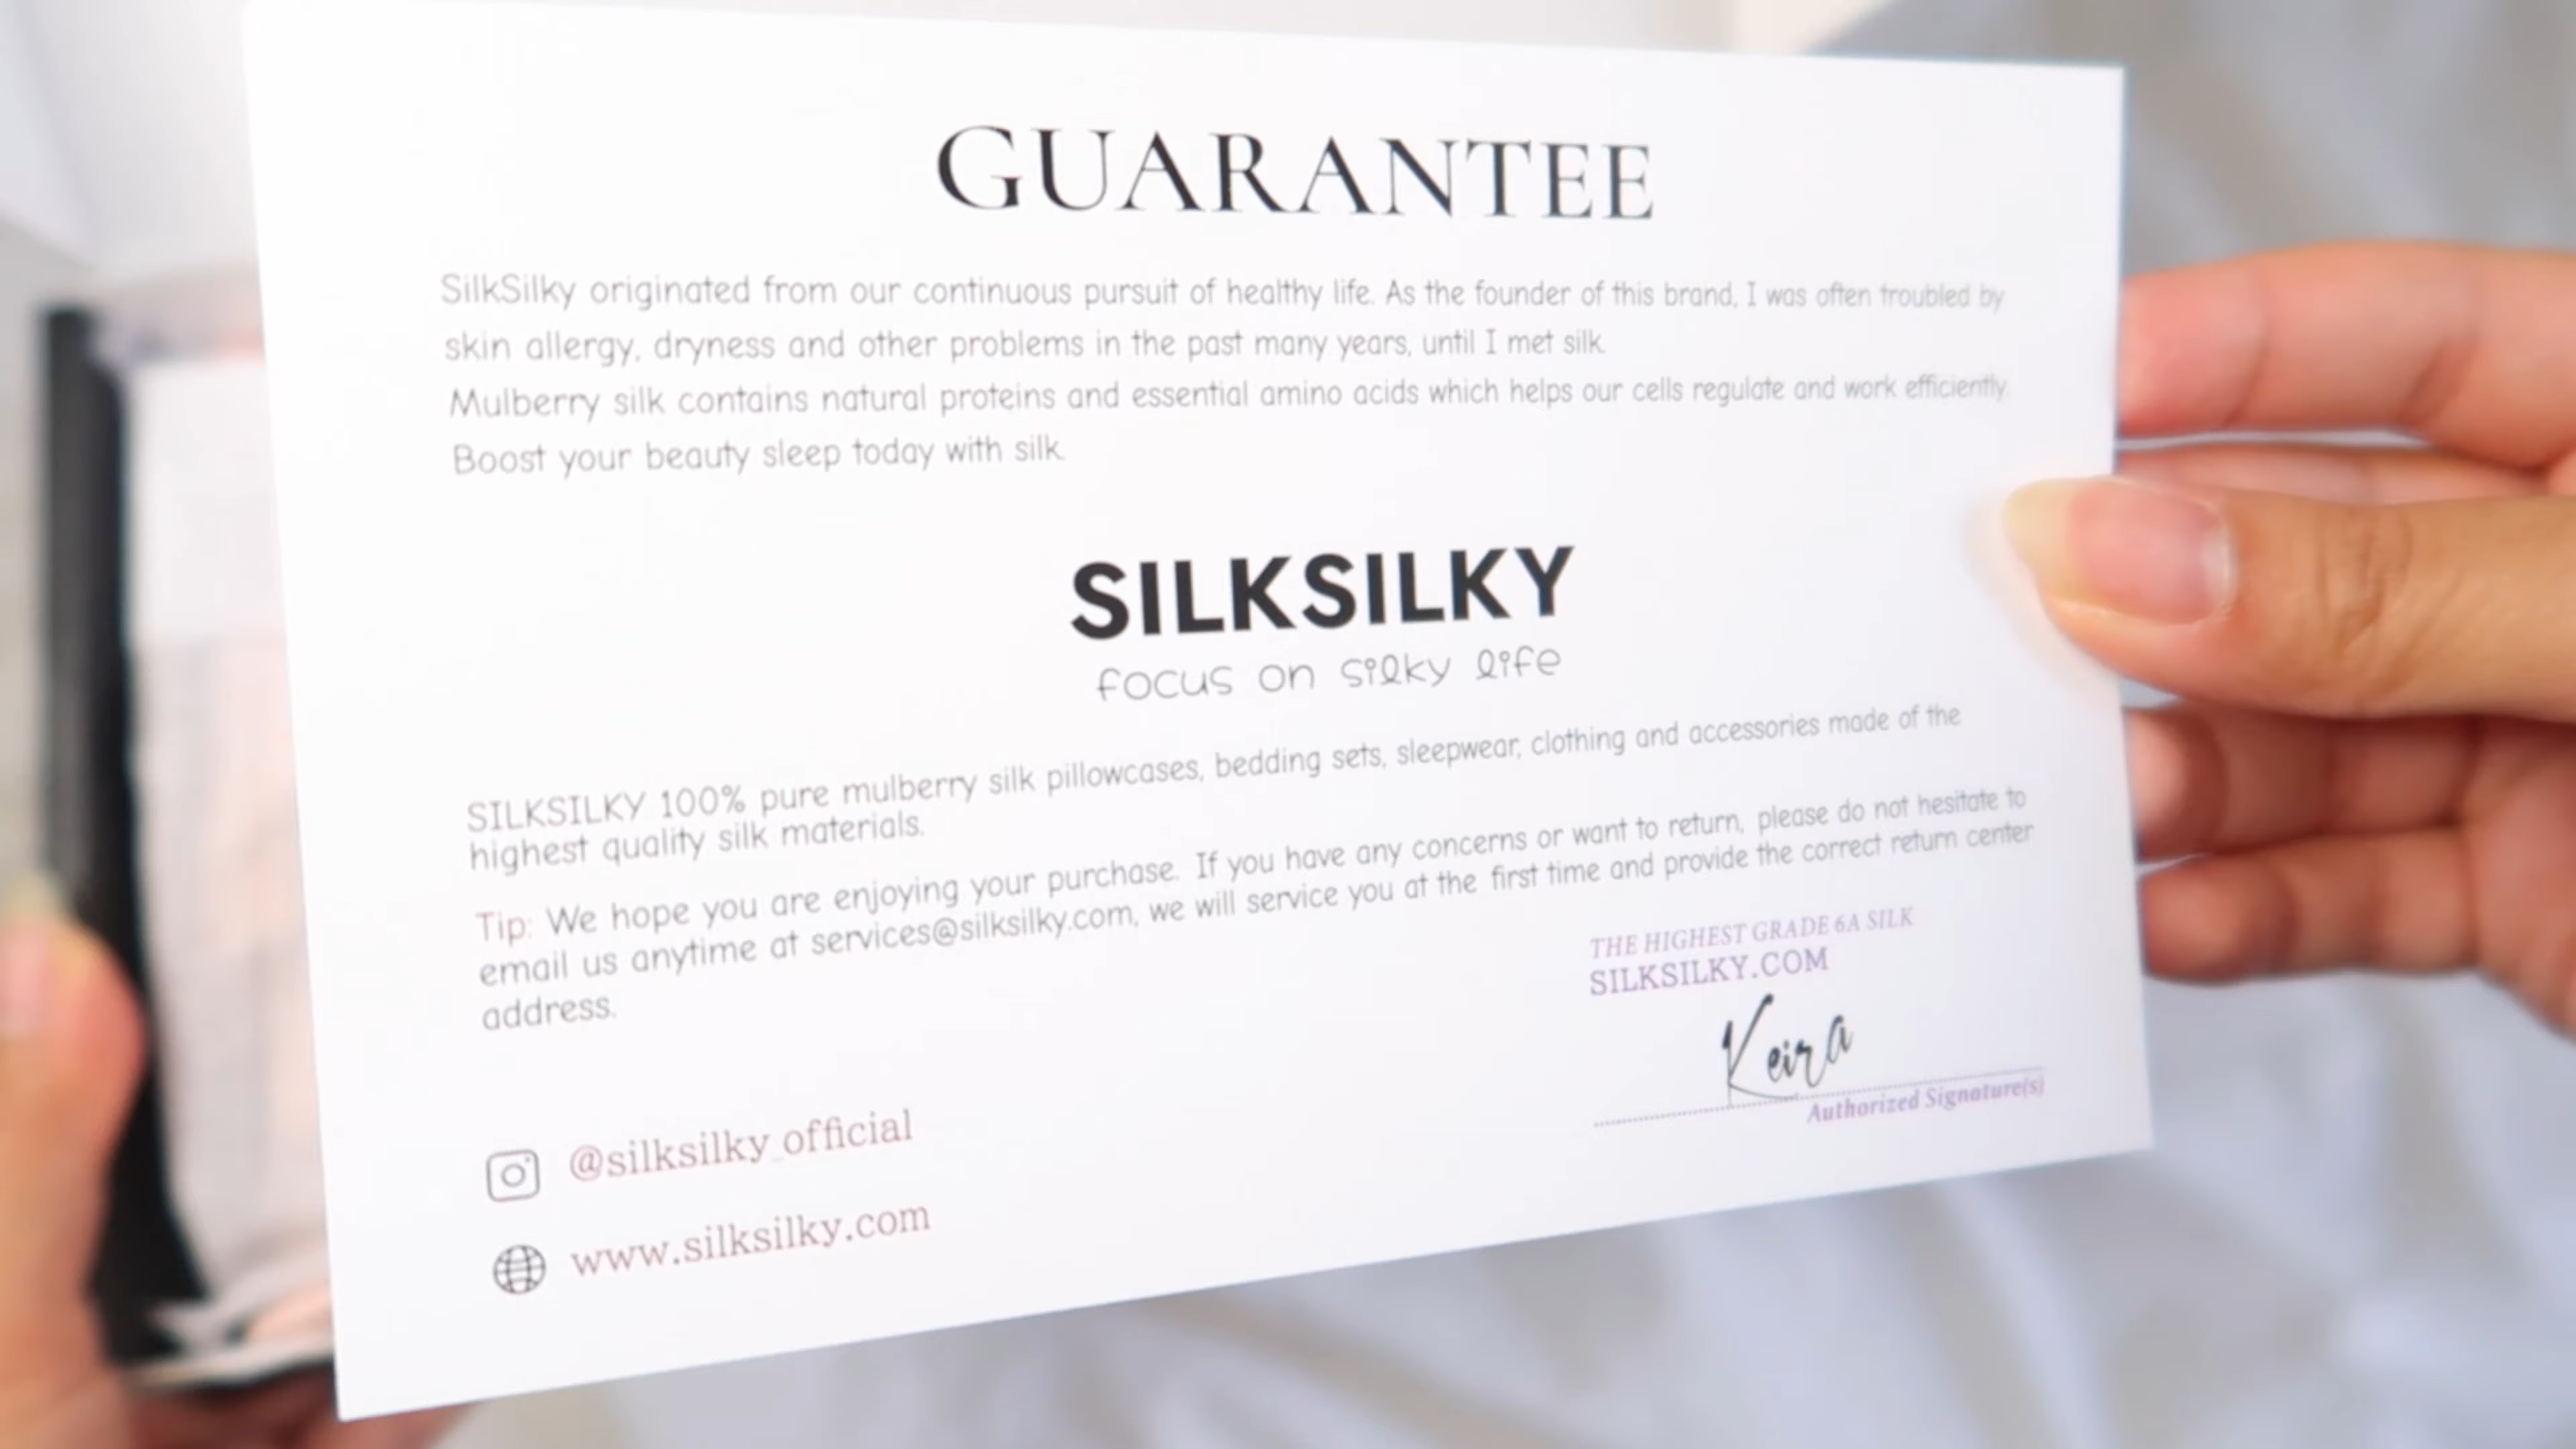 GUARANTEE
SilkSilky originated from our continuous pursuit of healthy life. As the founder of this brand, I was often troubled by
skin allergy, dryness and other problems in the past many years, until I met silk.
Mulberry silk contains natural proteins and essential amino acids which helps our cells regulate and work efficiently.
Boost your beauty sleep today with silk.
SILKSILKY
focus on silky life
SILKSILKY 100% pure mulberry silk pillowcases, bedding sets, sleepwear, clothing and accessories made of the
highest quality silk materials.
Tip: We hope you are enjoying your purchase. If you have any concerns or want to return, please do not hesitate to
email us anytime at services@silksilky.com, we will service you at the first time and provide the correct return center
address.
THE HIGHEST GRADE 6A SILK
SILKSILKY.COM
Keira
Authorized Signature(s)
@silksilky_official
www.silksilky.com